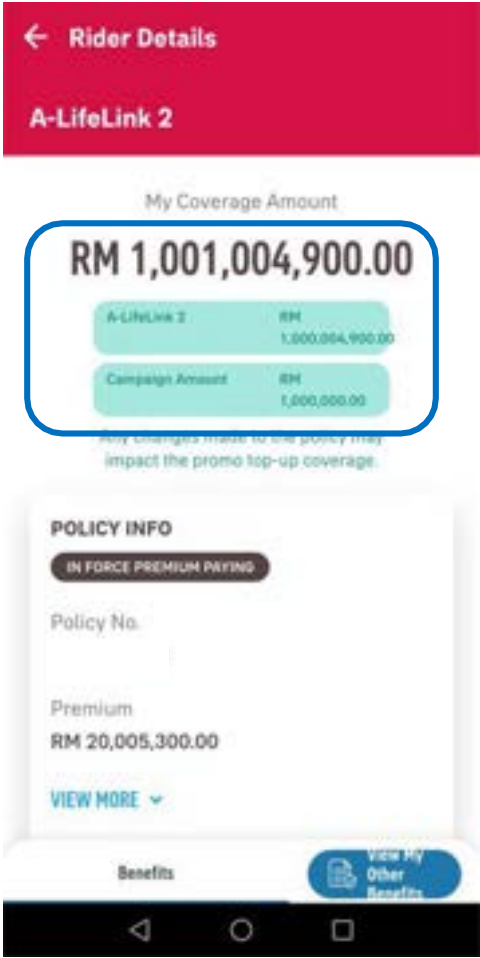 Rider Details
A-LifeLink 2
My Coverage Amount
RM 1,001,004,900.00
A-LifeLink 2 RM
1,000,004,900.00
Campaign Amount RM
1,000,000.00
Any changes made to the policy may
impact the promo top-up coverage.
POLICY INFO
IN FORCE PREMIUM PAYING
Policy No.
Premium
RM 20,005,300.00
VIEW MORE
Benefits
View My
Other
Benefits